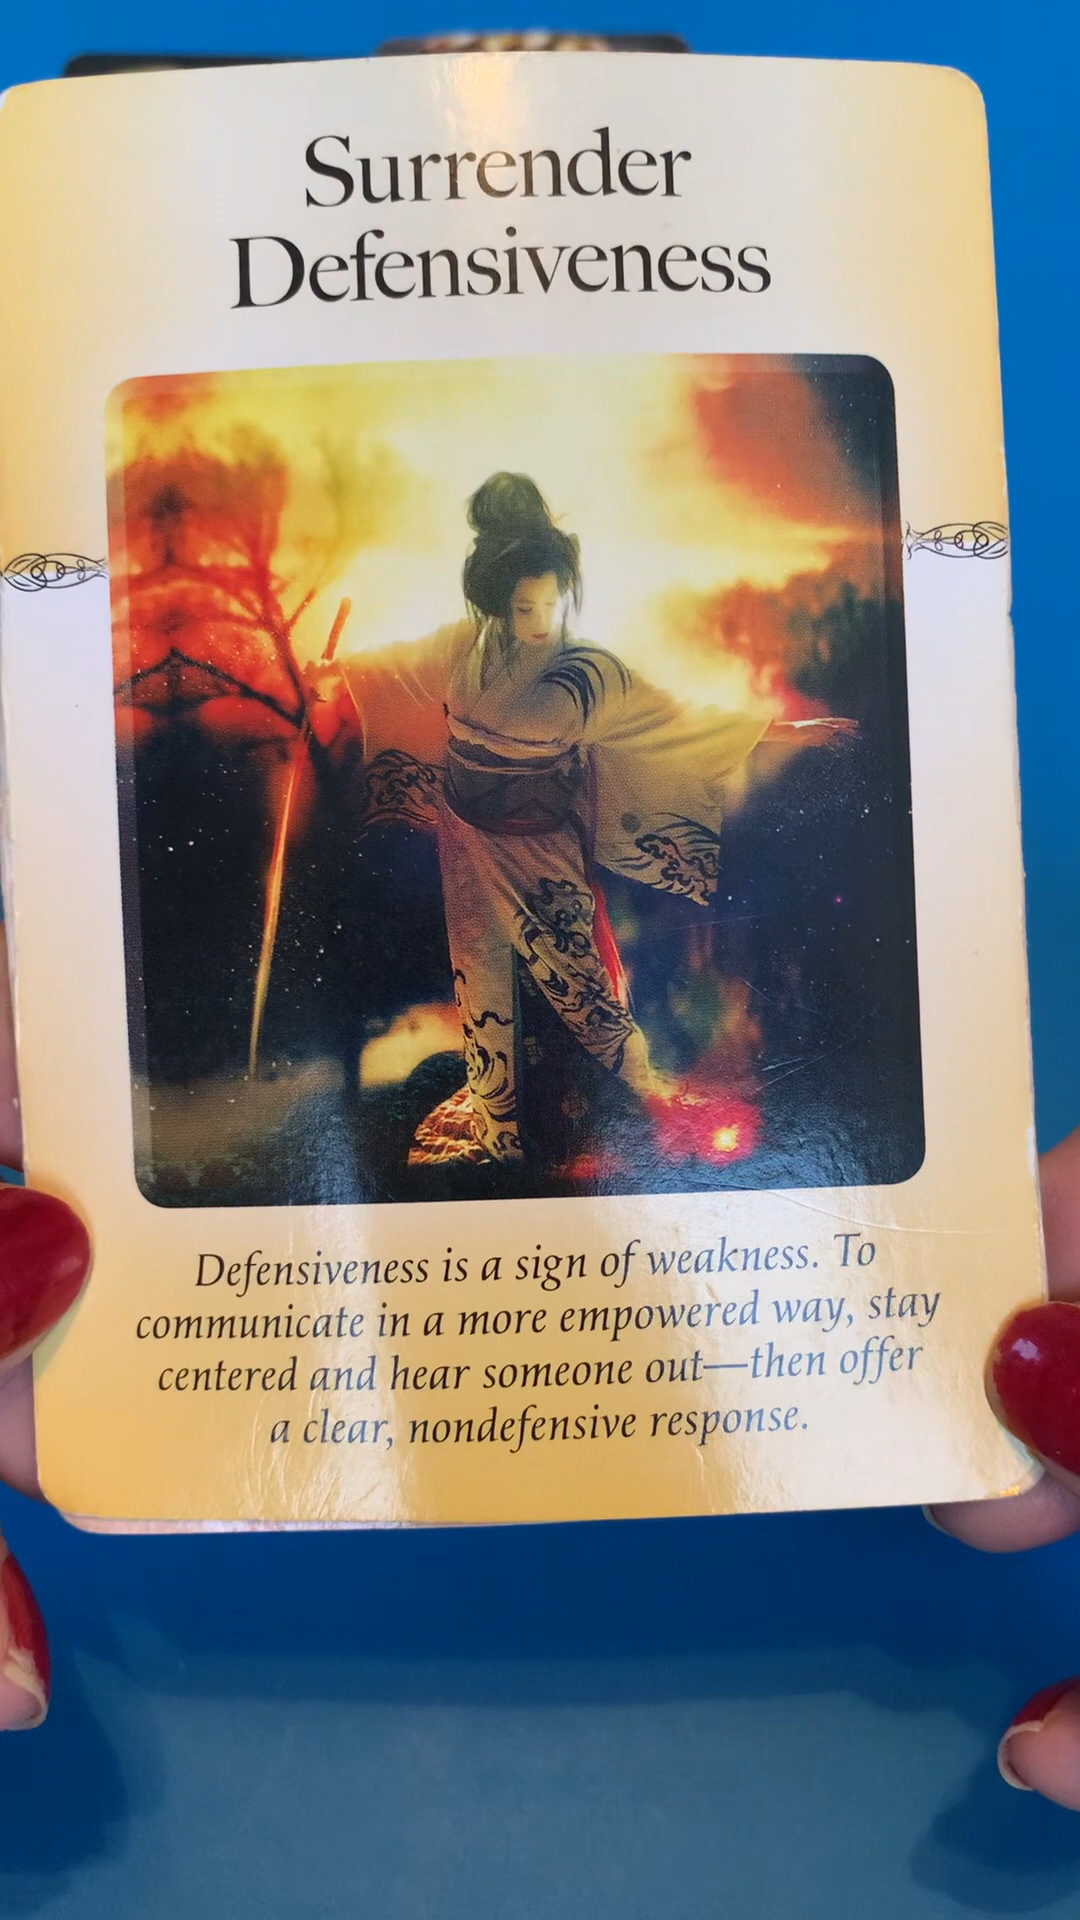 Surrender
Defensiveness
Defensiveness is a sign of weakness. To
communicate in a more empowered way, stay
centered and hear someone out—then offer
a clear, nondefensive response.